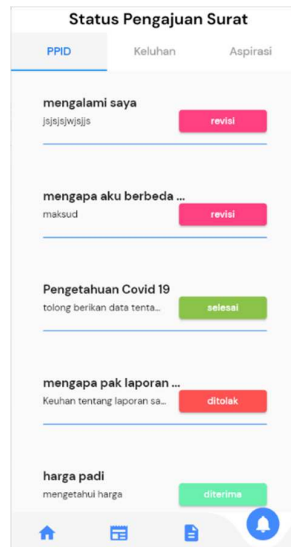 Status Pengajuan Surat
PPID Keluhan Aspirasi
mengalami saya
jsjsjsjwjsjjs
revisi
mengapa aku berbeda ...
maksud
revisi
Pengetahuan Covid 19
tolong berikan data tenta...
selesai
mengapa pak laporan ...
Keuhan tentang laporan sa...
ditolak
harga padi
mengetahui harga
diterima